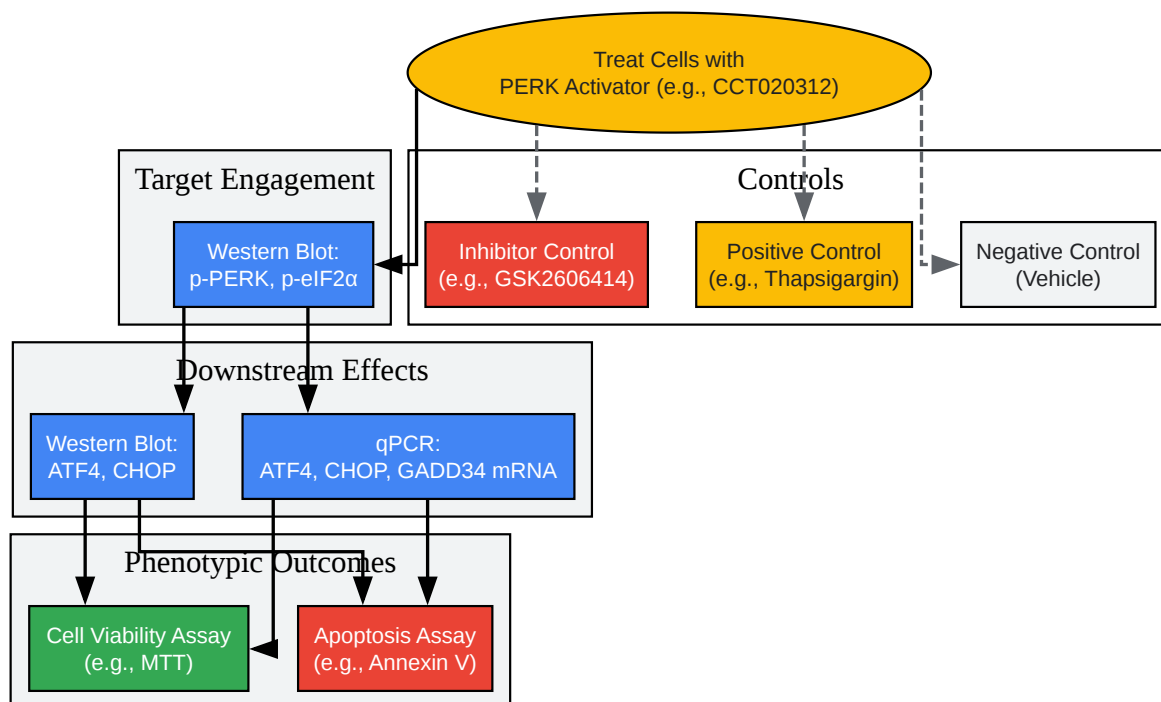 Treat Cells with
PERK Activator (e.g., CCT020312)
Target Engagement
Controls
Western Blot:
p-PERK, p-eIF2α
Inhibitor Control
(e.g., GSK2606414)
Positive Control
(e.g., Thapsigargin)
Negative Control
(Vehicle)
Downstream Effects
Western Blot:
ATF4, CHOP
qPCR:
ATF4, CHOP, GADD34 mRNA
Phenotypic Outcomes
Cell Viability Assay
(e.g., MTT)
Apoptosis Assay
(e.g., Annexin V)